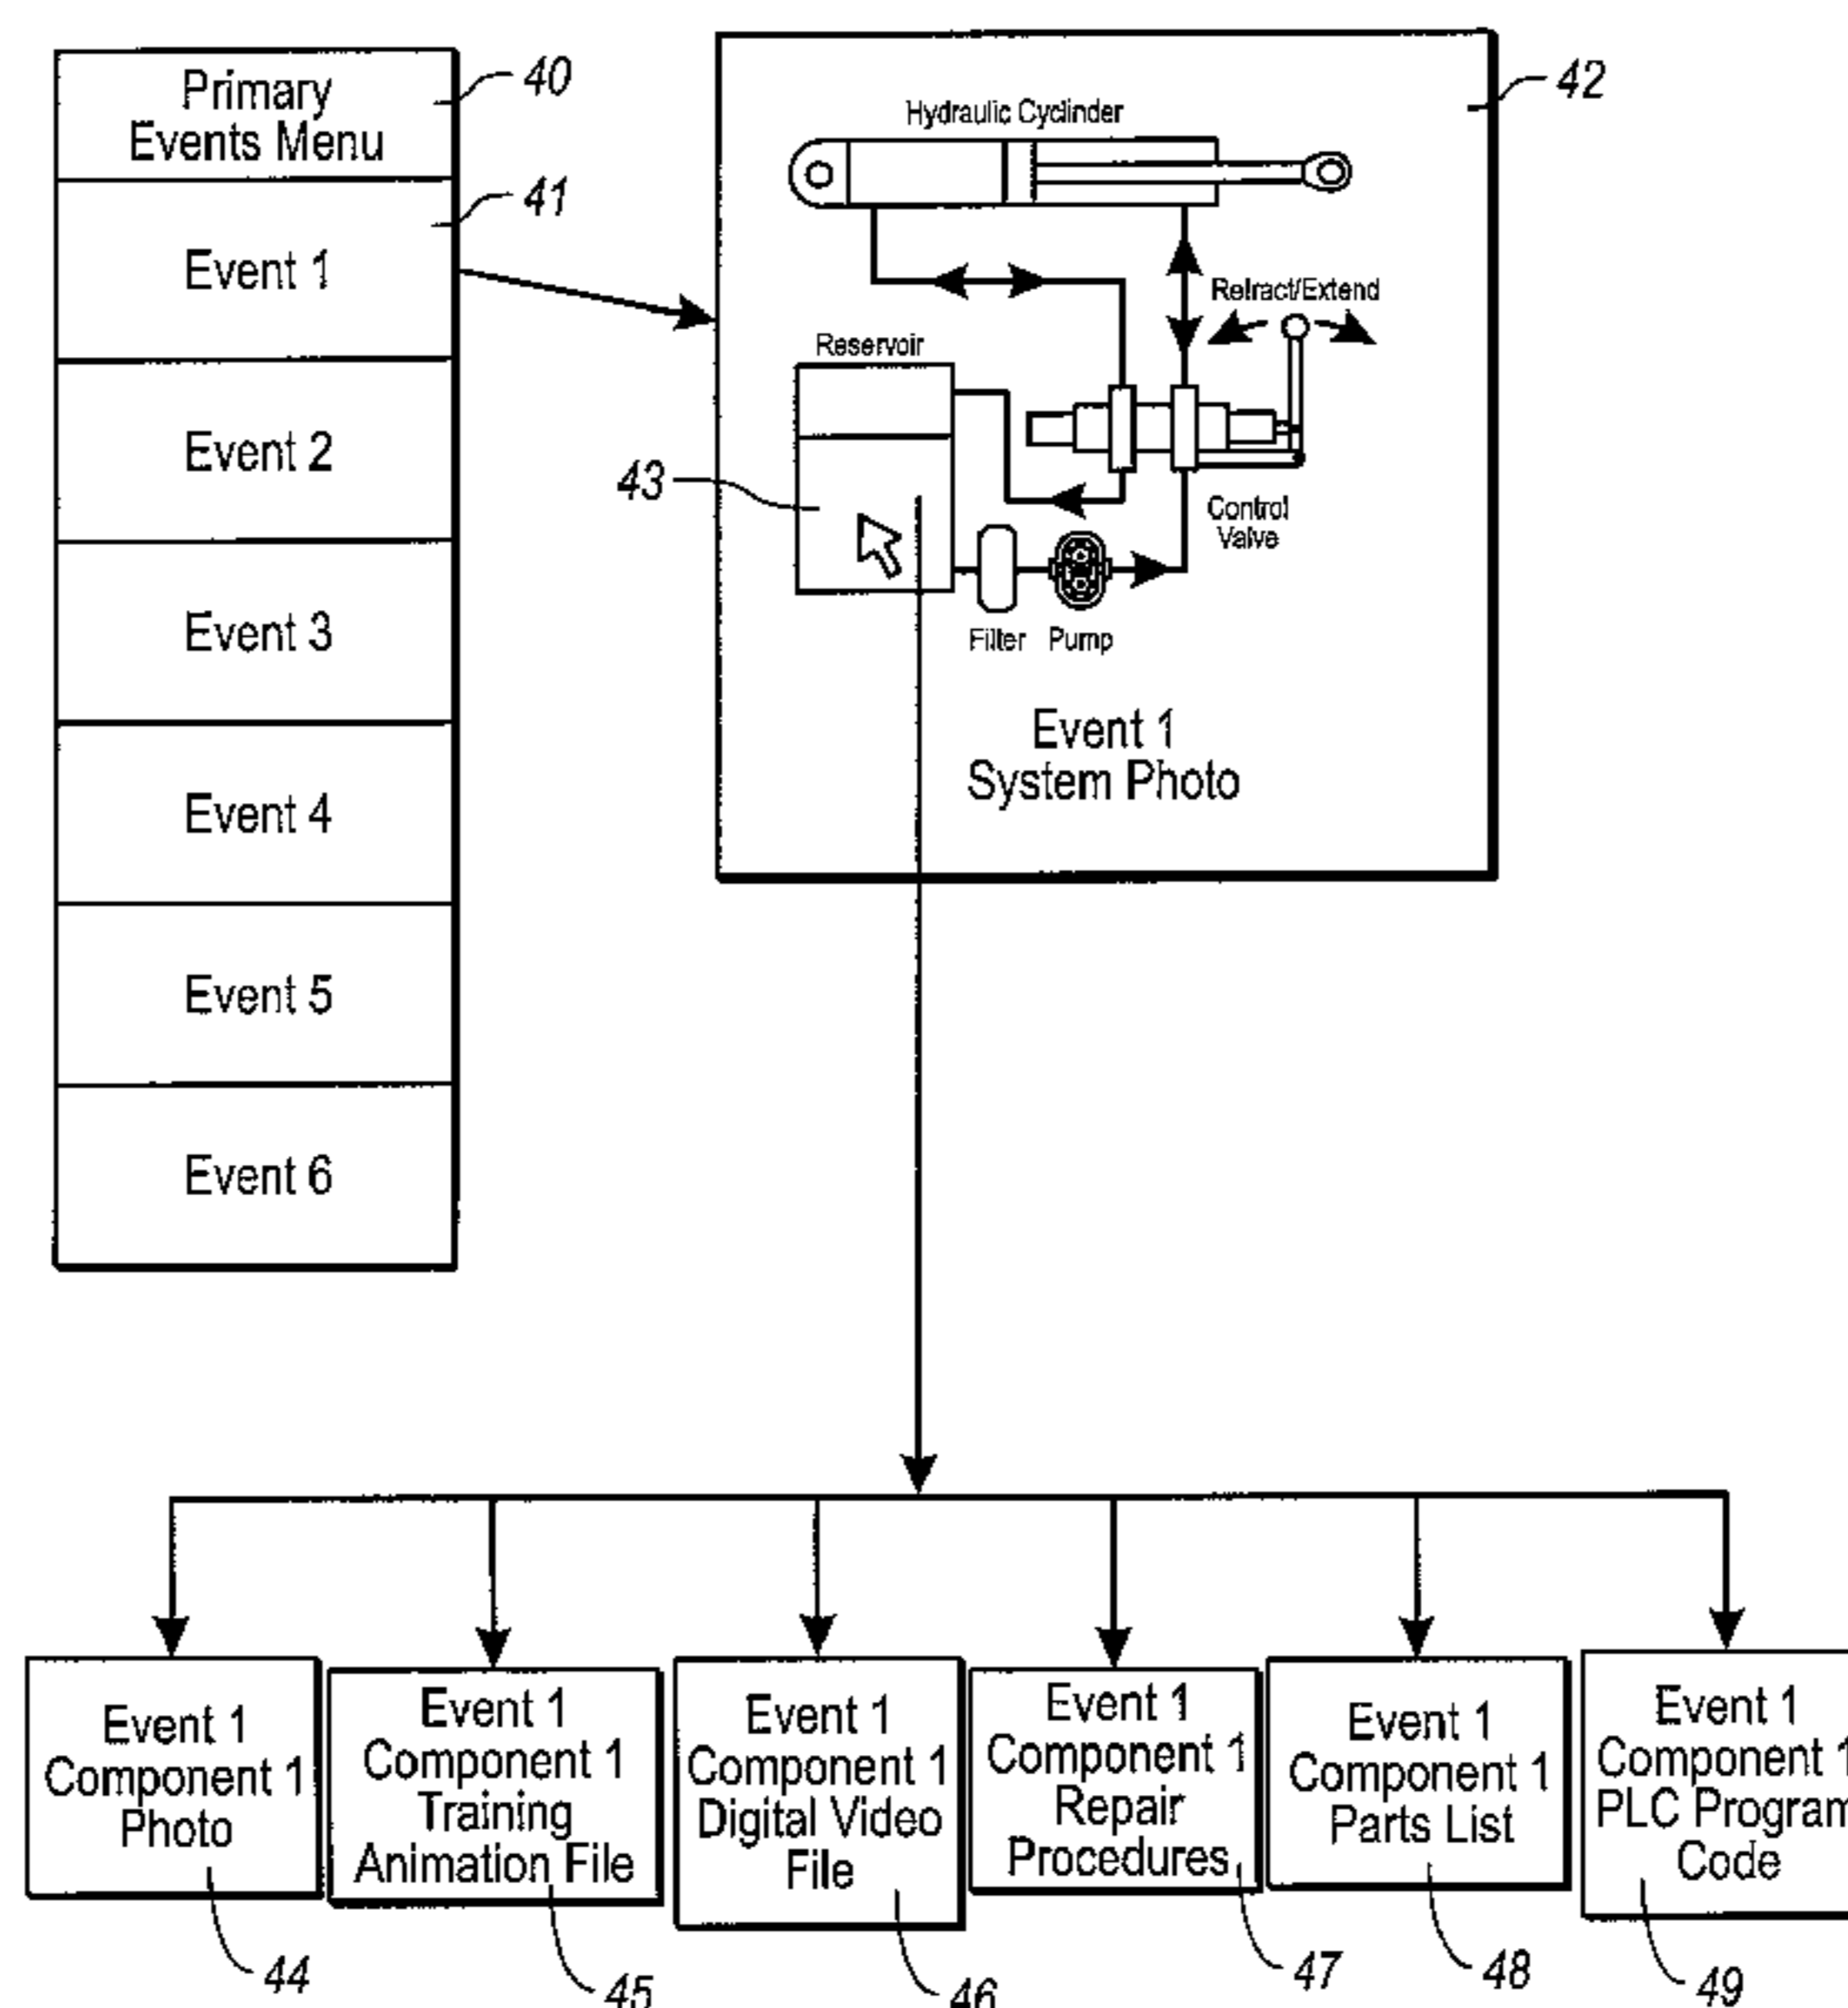 Primary
Events Menu
40
Event 1
41
Event 2
Event 3
Event 4
Event 5
Event 6
42
Hydraulic Cyclinder
Retract/Extend
Reservoir
43
Control
Valve
Filter
Pump
Event 1
System Photo
Event 1
Component 1
Photo
44
Event 1
Component 1
Training
Animation File
45
Event 1
Component 1
Digital Video
File
46
Event 1
Component 1
Repair
Procedures
47
Event 1
Component 1
Parts List
48
Event 1
Component 1
PLC Program
Code
49